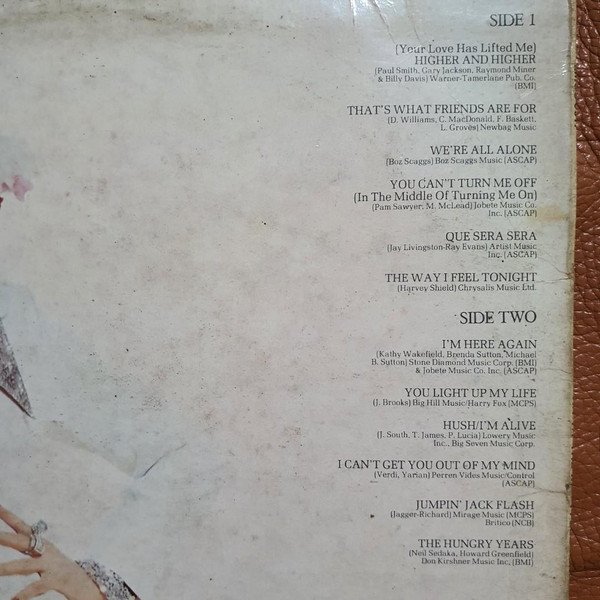 SIDE 1
(Your Love Has Lifted Me)
HIGHER AND HIGHER
(Paul Smith, Gary Jackson, Raymond Miner
& Billy Davis) Warner-Tamerlane Pub. Co.
(BMI)
THAT'S WHAT FRIENDS ARE FOR
(D. Williams, C. MacDonald, F. Baskett,
L. Groves) Newbag Music
WE'RE ALL ALONE
(Boz Scaggs) Boz Scaggs Music (ASCAP)
YOU CAN'T TURN ME OFF
(In The Middle Of Turning Me On)
(Pam Sawyer, M. McLead) Jobete Music Co.
Inc. (ASCAP)
QUE SERA SERA
(Jay Livingston-Ray Evans) Artist Music
Inc. (ASCAP)
THE WAY I FEEL TONIGHT
(Harvey Shield) Chrysalis Music Ltd.
SIDE TWO
I'M HERE AGAIN
(Kathy Wakefield, Brenda Sutton, Michael
B. Sutton) Stone Diamond Music Corp. (BMI)
& Jobete Music Co. Inc. (ASCAP)
YOU LIGHT UP MY LIFE
(J. Brooks) Big Hill Music/Harry Fox (MCPS)
HUSH/I'M ALIVE
(J. South, T. James, P. Lucia) Lowery Music
Inc., Big Seven Music Corp.
I CAN'T GET YOU OUT OF MY MIND
(Verdi, Yarian) Perren Vides Music/Control
(ASCAP)
JUMPIN' JACK FLASH
(Jagger-Richard) Mirage Music (MCPS)
Britico (NCB)
THE HUNGRY YEARS
(Neil Sedaka, Howard Greenfield)
Don Kirshner Music Inc, (BMI)